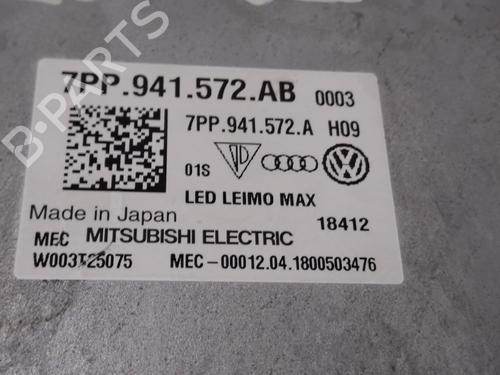 B-PARTS
7PP.941.572.AB 0003
7PP.941.572.A H09
01S
LED LEIMO MAX
Made in Japan 18412
MEC MITSUBISHI ELECTRIC
W003T25075 MEC-00012.04.1800503476